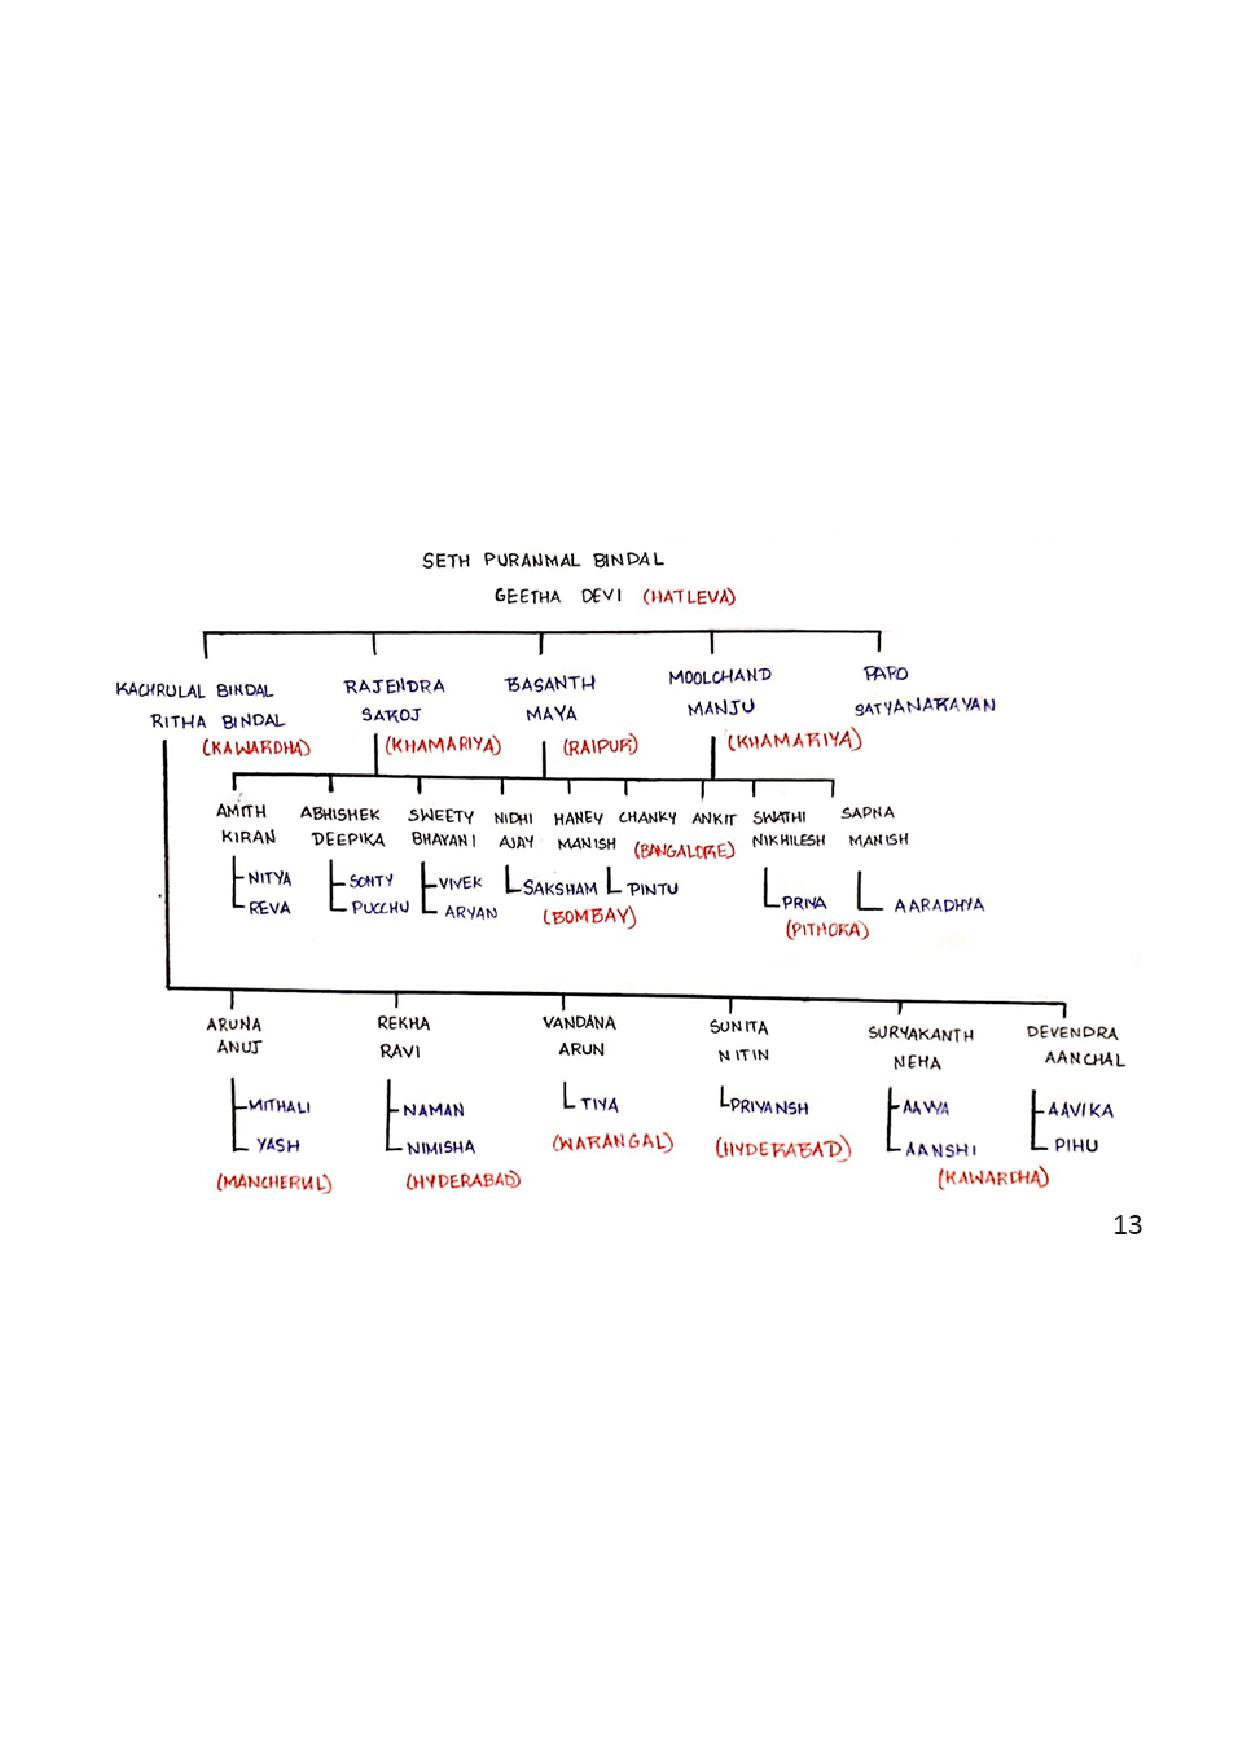 SETH PURANMAL BINDAL
GEETHA DEVI (HATLEVA)
KACHRULAL BINDAL RAJENDRA BASANTH MOOLCHAND PAPO
RITHA BINDAL SAROJ MAYA MANJU SATYANARAYAN
(KAWARDHA) (KHAMARIYA) (RAIPUR) (KHAMARIYA)
AMITH ABHISHEK SWEETY NIDHI HANEY CHANKY ANKIT SWATHI SAPNA
KIRAN DEEPIKA BHAVANI AJAY MANISH (BANGALORE) NIKHILESH MANISH
NITYA SONTY VIVEK SAKSHAM PINTU PRIYA AARADHYA
REVA PUCCHU ARYAN (BOMBAY) (PITHORA)
ARUNA REKHA VANDANA SUNITA SURYAKANTH DEVENDRA
ANUJ RAVI ARUN NITIN NEHA AANCHAL
MITHALI NAMAN TIYA PRIYANSH AAVYA AAVIKA
YASH NIMISHA (WARANGAL) (HYDERABAD) AANSHI PIHU
(MANCHERUL) (HYDERABAD) (KAWARDHA)
13